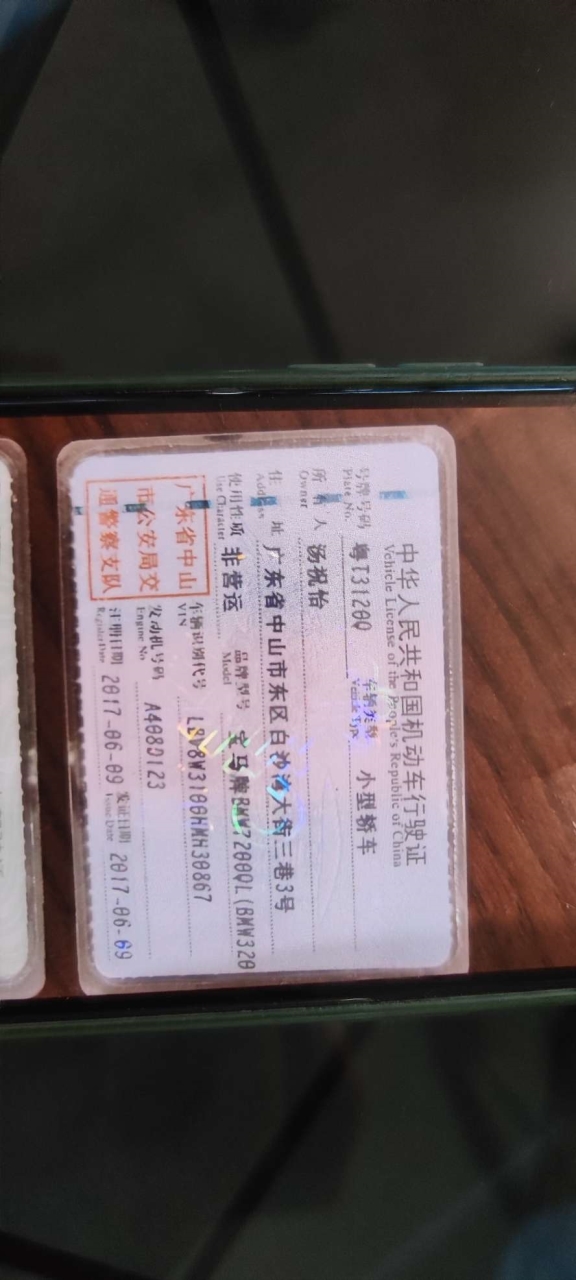 中华人民共和国机动车行驶证
Vehicle License of the People's Republic of China
号牌号码 粤T3120Q 车辆类型 小型轿车
Plate No. Vehicle Type
所有人 汤祝怡
Owner
住址 广东省中山市东区白沙湾大街三巷3号
Address
使用性质 非营运 品牌型号 宝马牌BMW7200QL(BMW320
Use Character Model
广东省中山
市公安局交
通警察支队
车辆识别代号
VIN
发动机号码 A408D123
Engine No.
注册日期 2017-06-09 发证日期 2017-06-09
Register Date Issue Date